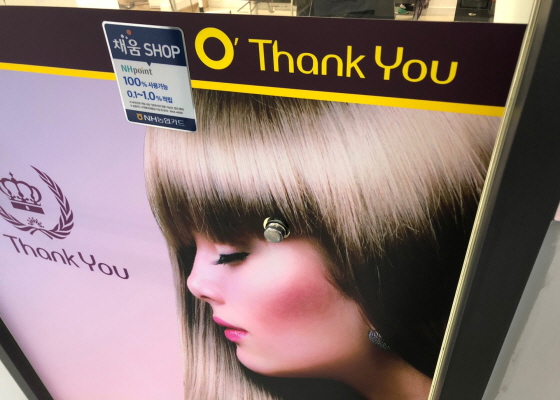 채움 SHOP
NHpoint
100% 사용가능
0.1~1.0% 적립
NH농협카드
O' Thank You
Thank You